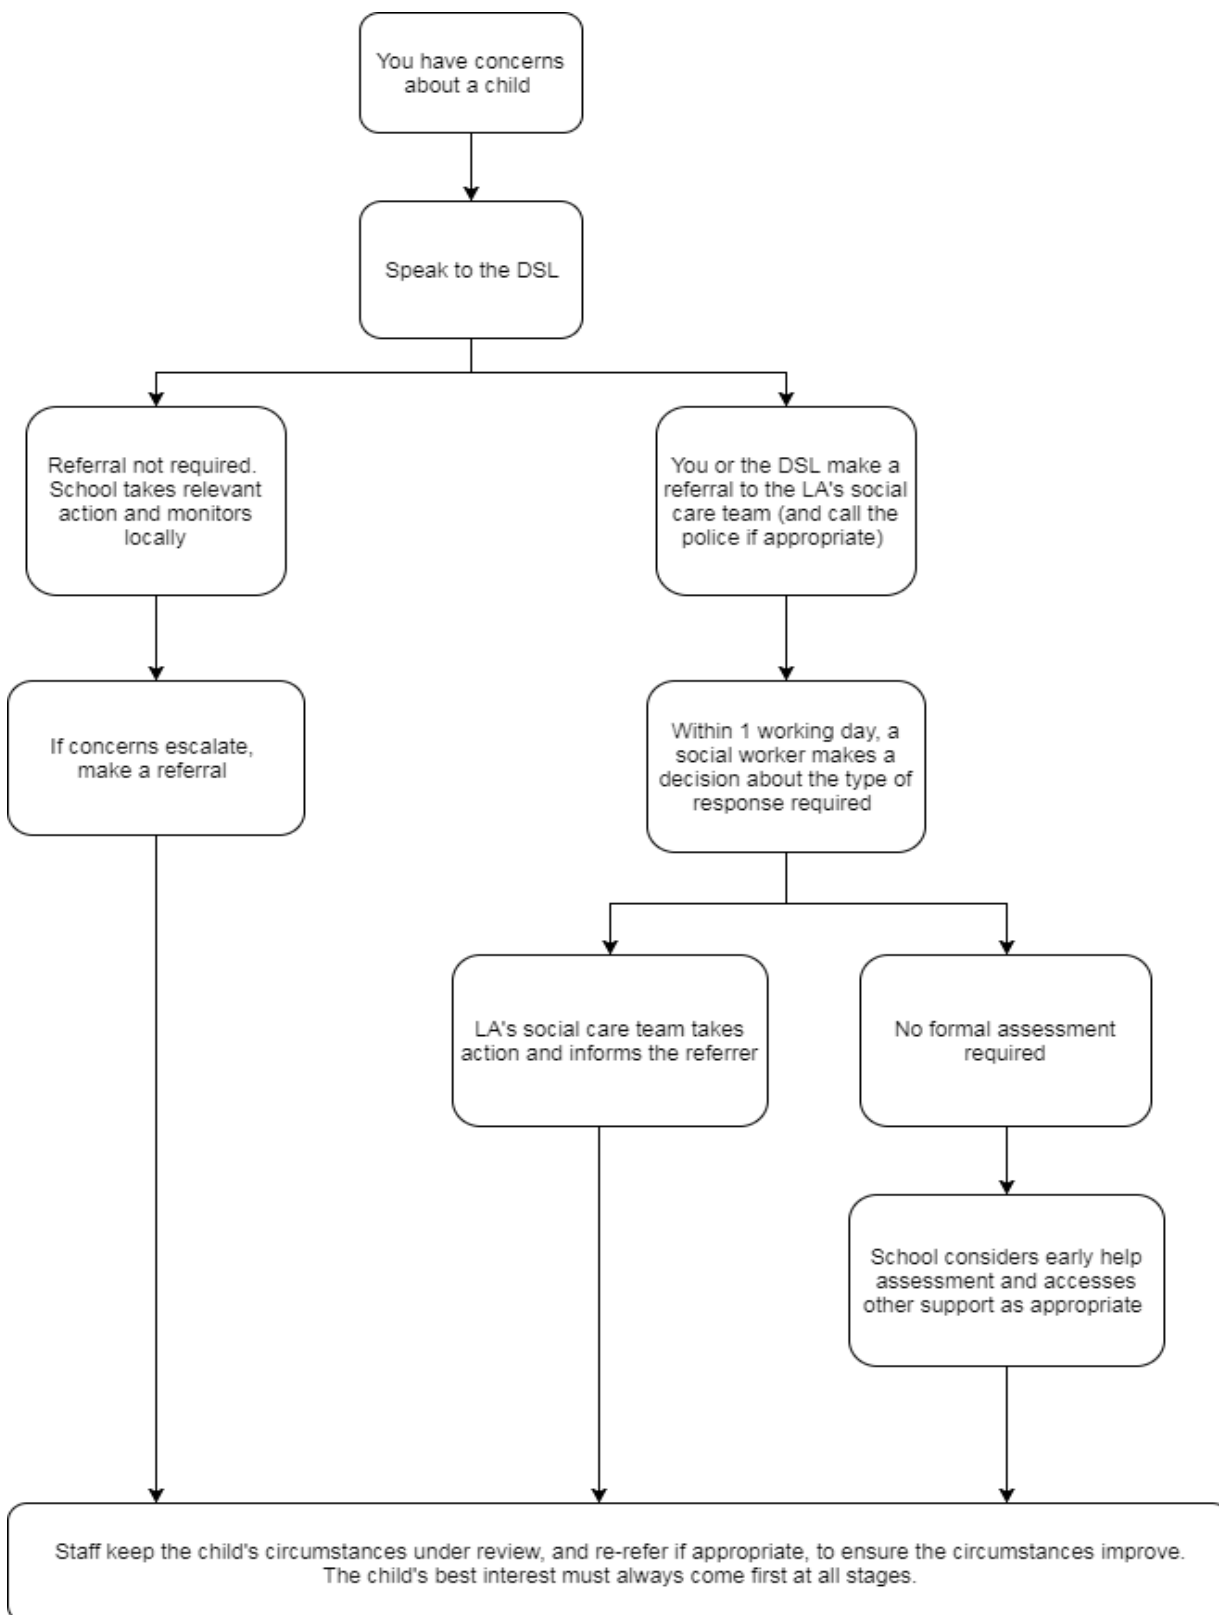 You have concerns
about a child
Speak to the DSL
Referral not required.
School takes relevant
action and monitors
locally
You or the DSL make a
referral to the LA's social
care team (and call the
police if appropriate)
If concerns escalate,
make a referral
Within 1 working day, a
social worker makes a
decision about the type of
response required
LA's social care team takes
action and informs the referrer
No formal assessment
required
School considers early help
assessment and accesses
other support as appropriate
Staff keep the child's circumstances under review, and re-refer if appropriate, to ensure the circumstances improve.
The child's best interest must always come first at all stages.